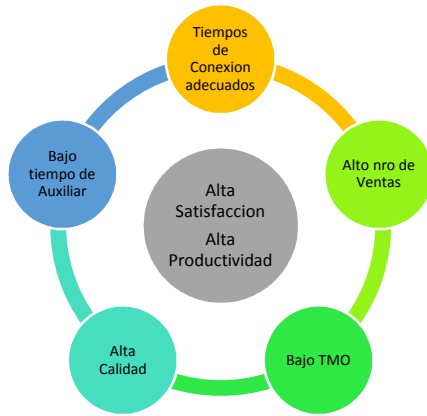 Tiempos
de
Conexion
adecuados
Alto nro de
Ventas
Bajo TMO
Alta
Calidad
Bajo
tiempo de
Auxiliar
Alta
Satisfaccion
Alta
Productividad